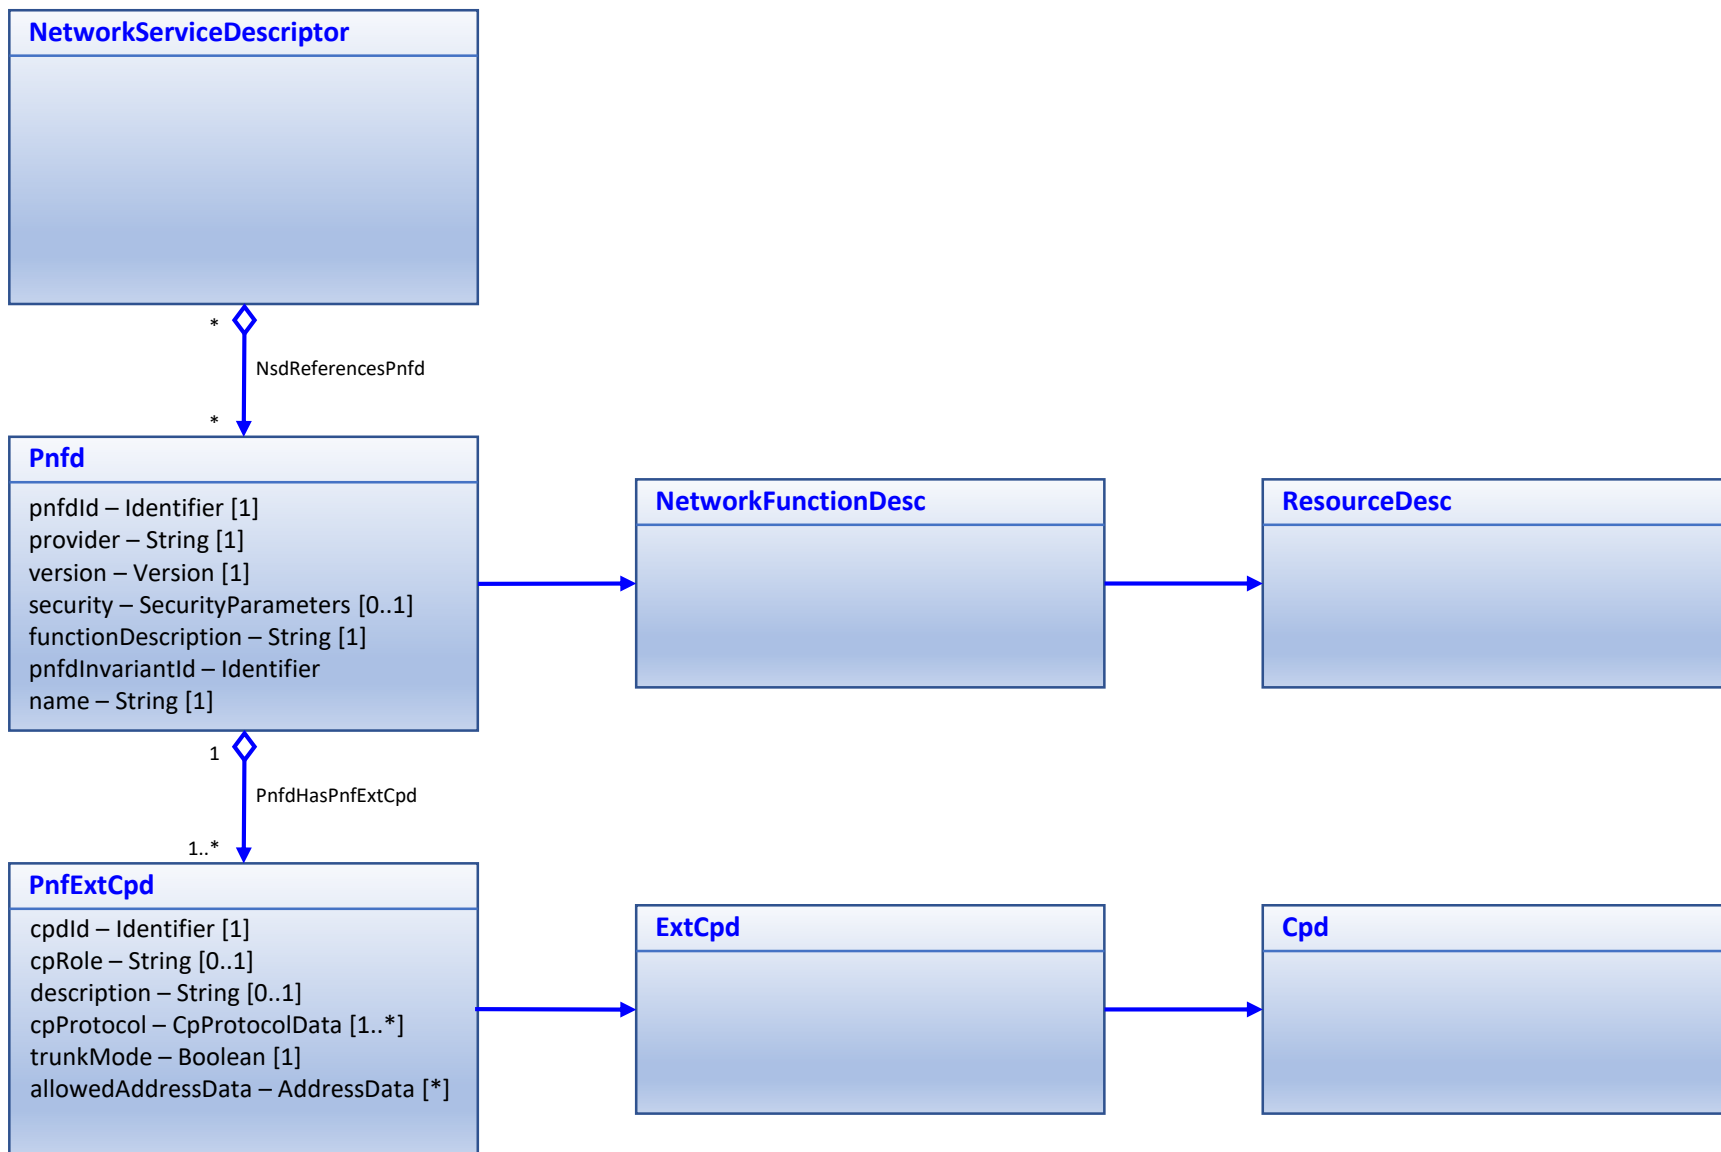 NetworkServiceDescriptor
*
NsdReferencesPnfd
*
Pnfd
pnfdId – Identifier [1]
provider – String [1]
version – Version [1]
security – SecurityParameters [0..1]
functionDescription – String [1]
pnfdInvariantId – Identifier
name – String [1]
NetworkFunctionDesc
ResourceDesc
1
PnfdHasPnfExtCpd
1..*
PnfExtCpd
cpdId – Identifier [1]
cpRole – String [0..1]
description – String [0..1]
cpProtocol – CpProtocolData [1..*]
trunkMode – Boolean [1]
allowedAddressData – AddressData [*]
ExtCpd
Cpd